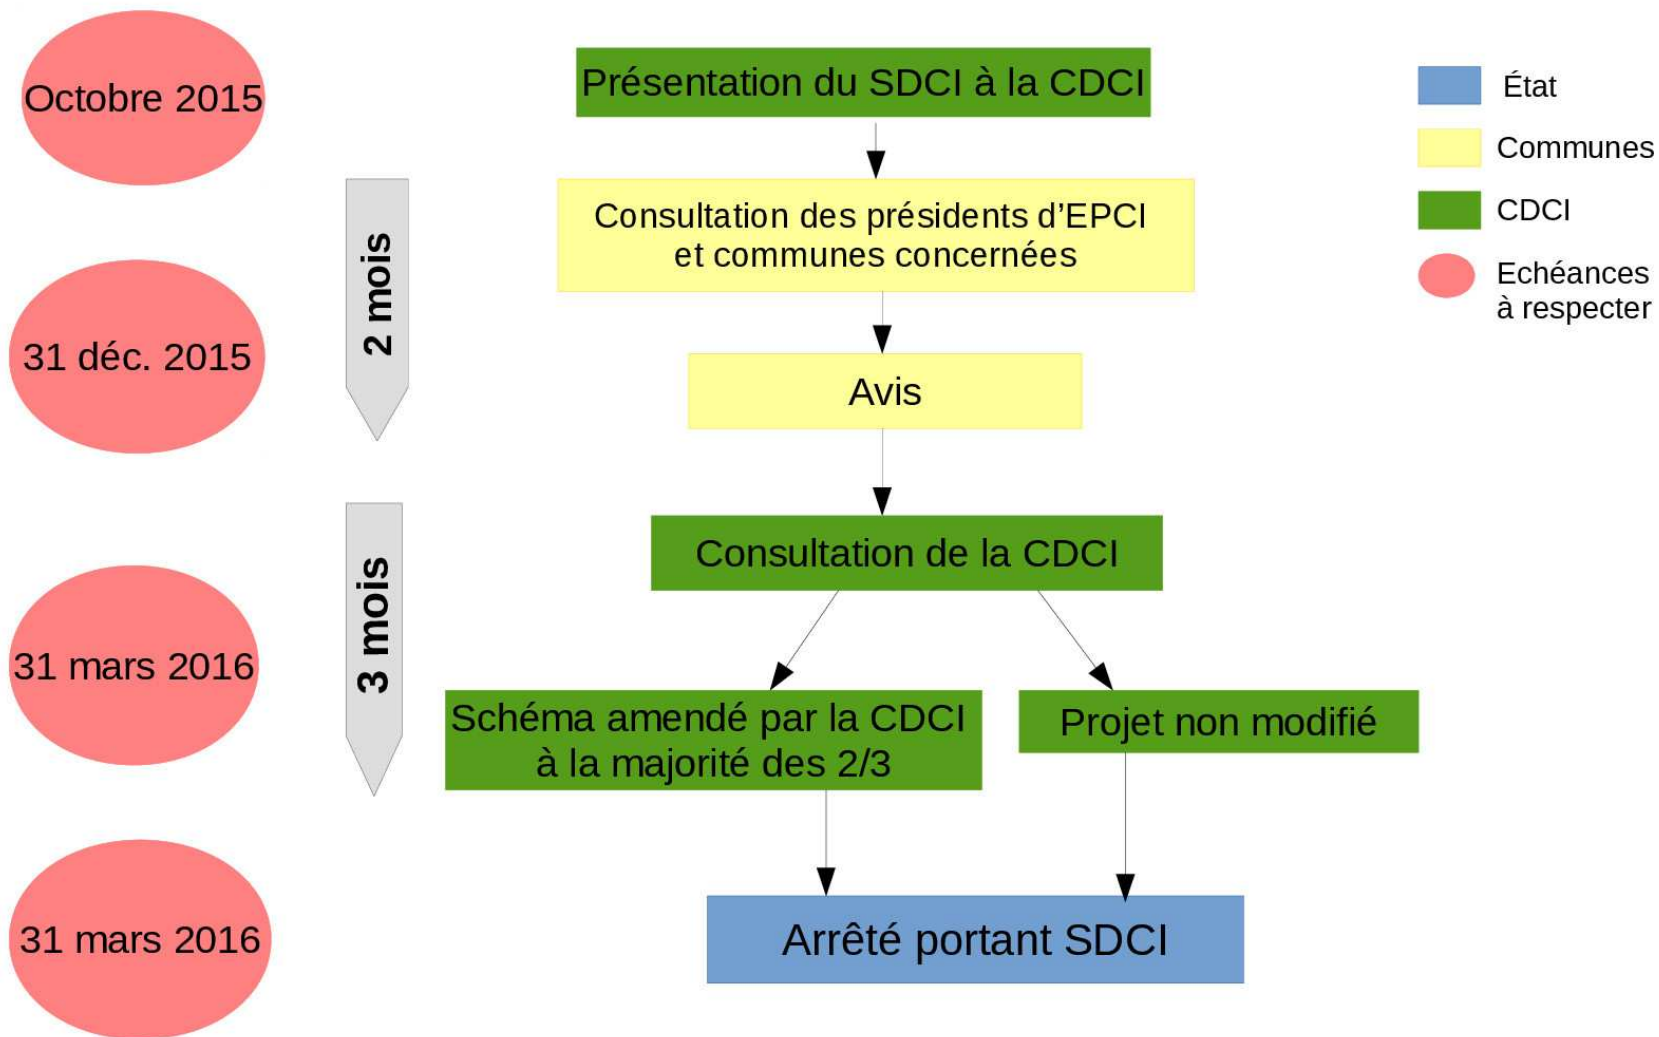 Octobre 2015
Présentation du SDCI à la CDCI
État
Communes
CDCI
Echéances
à respecter
2 mois
Consultation des présidents d’EPCI
et communes concernées
31 déc. 2015
Avis
3 mois
Consultation de la CDCI
31 mars 2016
Schéma amendé par la CDCI
à la majorité des 2/3
Projet non modifié
31 mars 2016
Arrêté portant SDCI